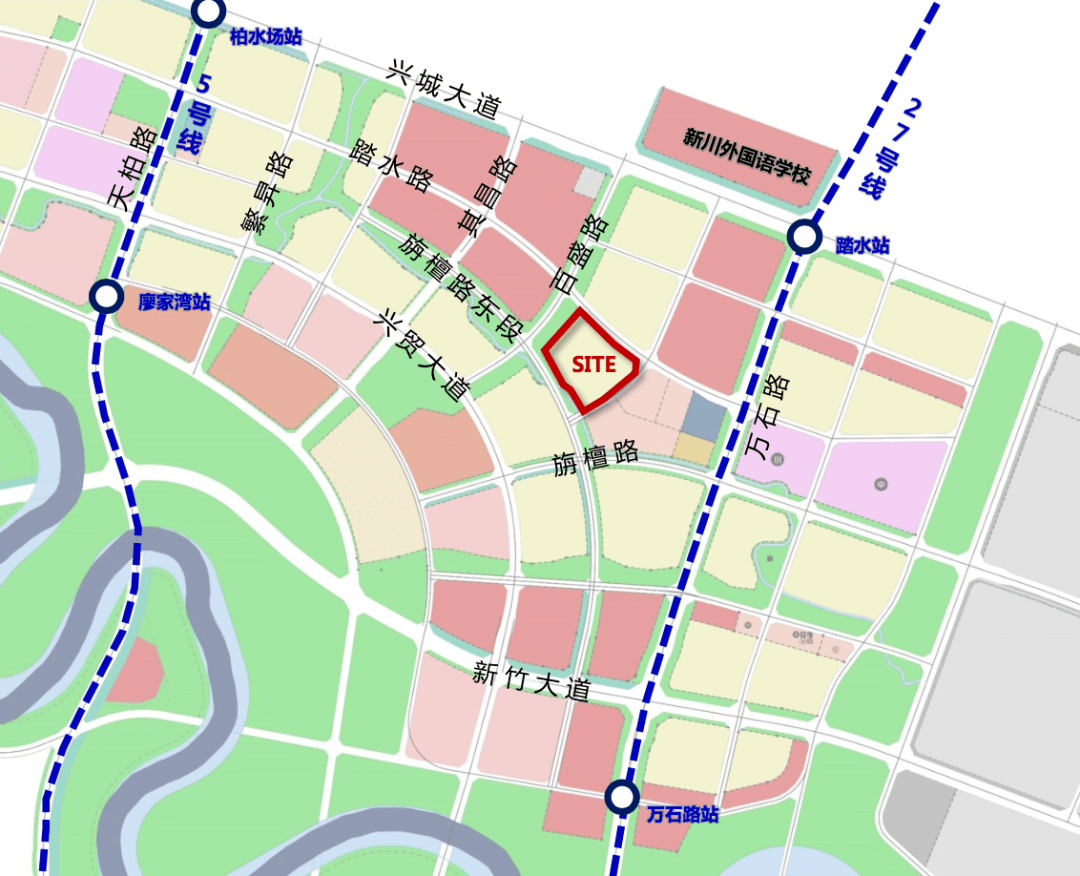 柏水场站
5号线
兴城大道
27号线
新川外国语学校
天柏路
繁昇路
踏水路
其昌路
百盛路
踏水站
廖家湾站
旃檀路东段
兴贸大道
SITE
万石路
旃檀路
中
新竹大道
万石路站